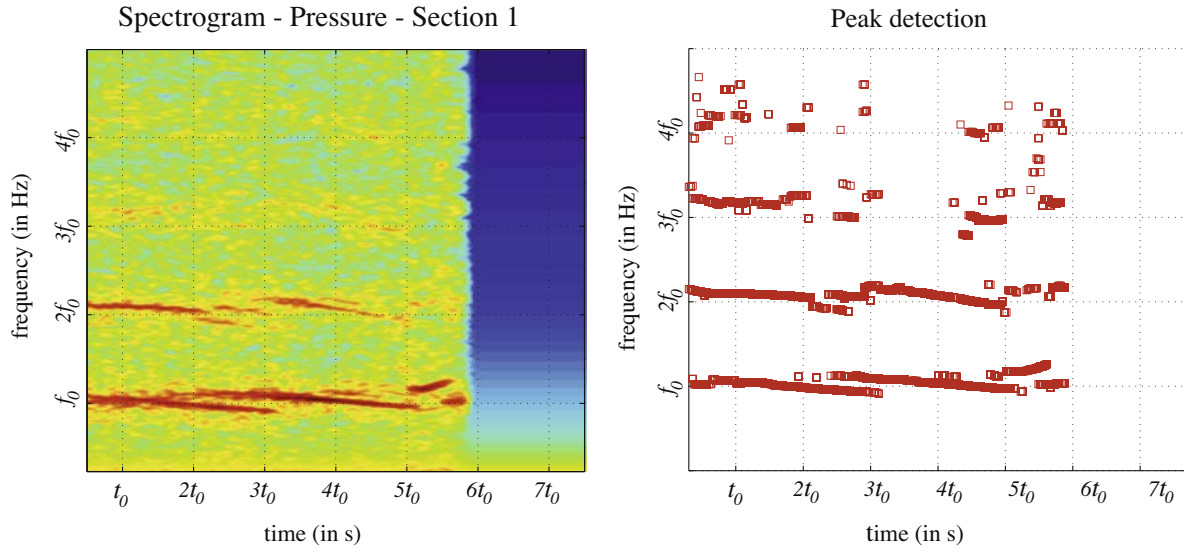 Spectrogram - Pressure - Section 1
frequency (in Hz)
4f₀
3f₀
2f₀
f₀
t₀ 2t₀ 3t₀ 4t₀ 5t₀ 6t₀ 7t₀
time (in s)
Peak detection
frequency (in Hz)
4f₀
3f₀
2f₀
f₀
t₀ 2t₀ 3t₀ 4t₀ 5t₀ 6t₀ 7t₀
time (in s)